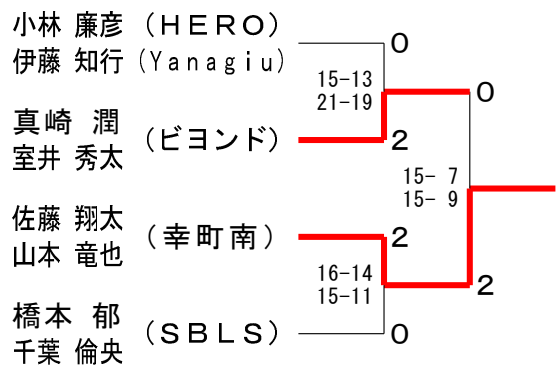 小林 廉彦 (HERO)
伊藤 知行 (Yanagiu)
0
15-13
21-19
0
真崎 潤
室井 秀太
(ビヨンド)
2
15- 7
15- 9
佐藤 翔太
山本 竜也
(幸町南)
2
16-14
15-11
2
橋本 郁
千葉 倫央
(SBLS)
0